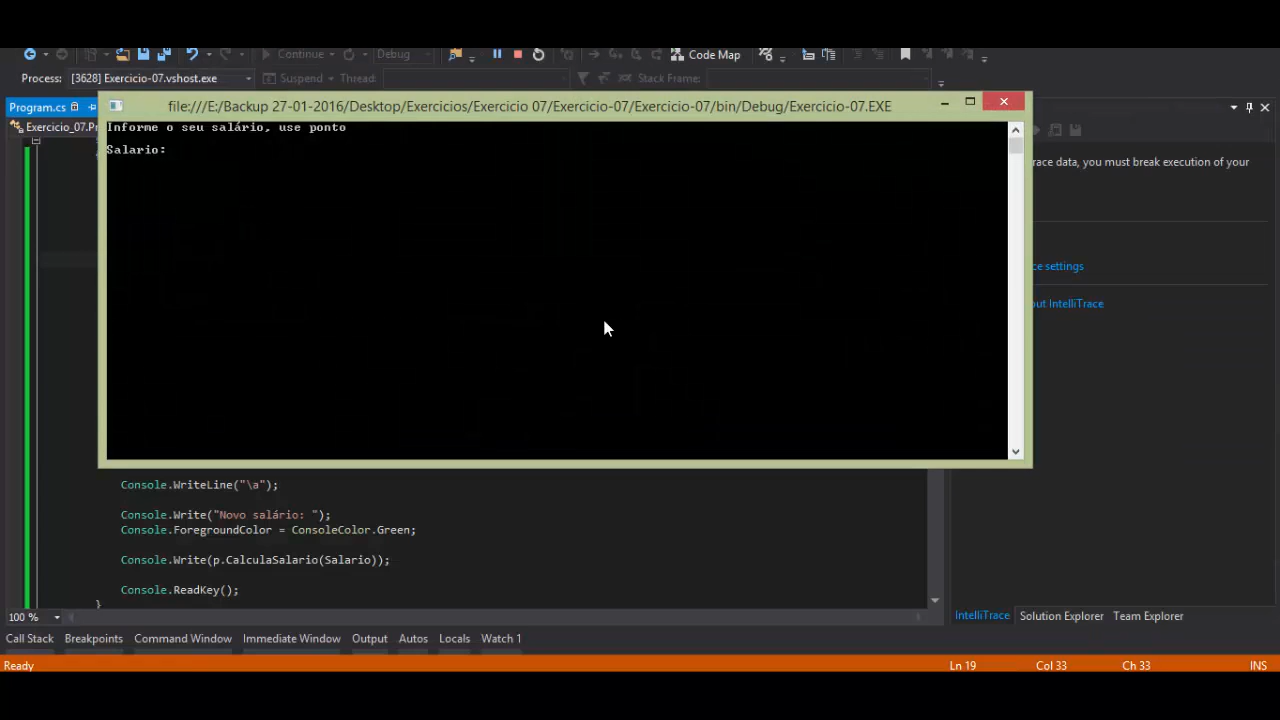 Continue
Debug
Code Map
Process: [3628] Exercicio-07.vshost.exe
Suspend
Thread:
Stack Frame:
Program.cs
file:///E:/Backup 27-01-2016/Desktop/Exercicios/Exercicio 07/Exercicio-07/Exercicio-07/bin/Debug/Exercicio-07.EXE
Exercicio_07.Pr
Informe o seu salário, use ponto
Salario:
race data, you must break execution of your
ce settings
out IntelliTrace
Console.WriteLine("\a");
Console.Write("Novo salário: ");
Console.ForegroundColor = ConsoleColor.Green;
Console.Write(p.CalculaSalario(Salario));
Console.ReadKey();
}
100 %
IntelliTrace Solution Explorer Team Explorer
Call Stack Breakpoints Command Window Immediate Window Output Autos Locals Watch 1
Ready Ln 19 Col 33 Ch 33 INS